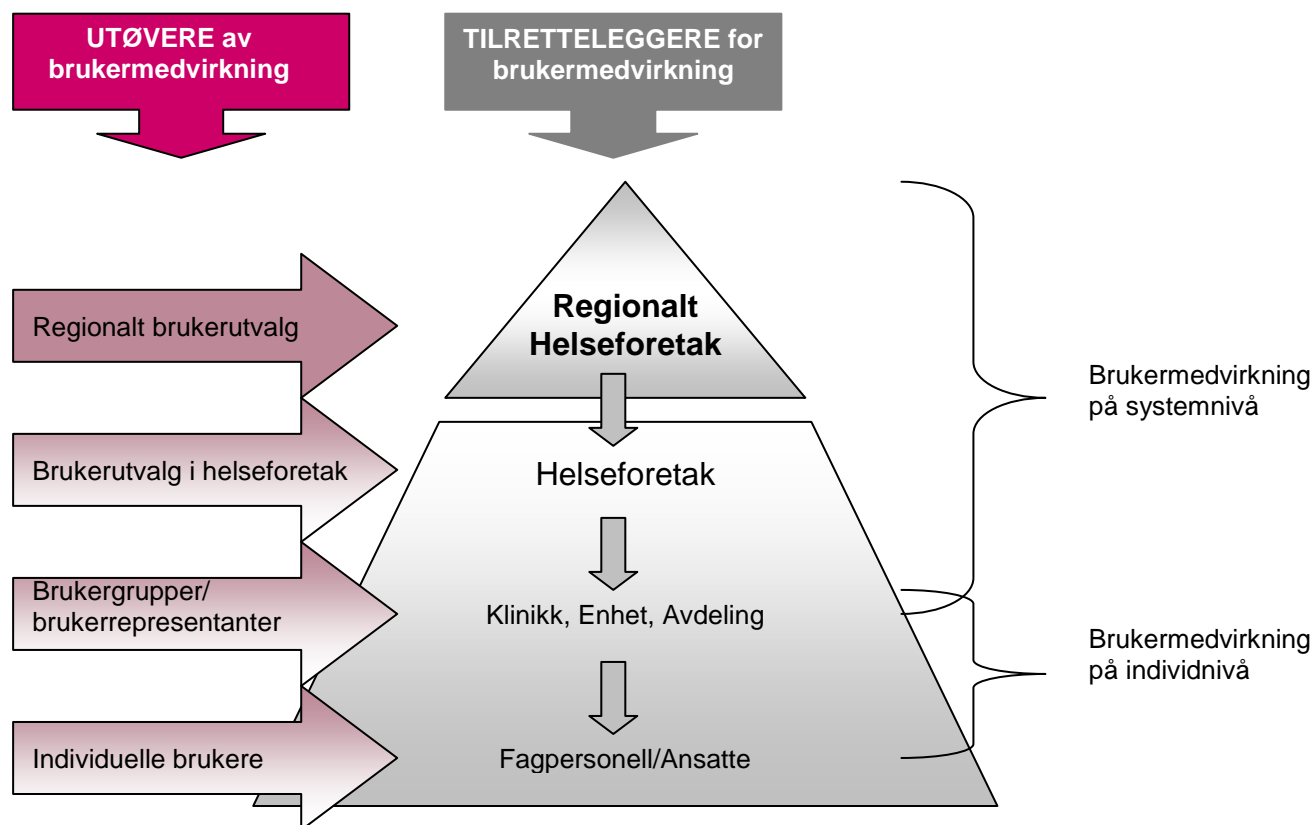 UTØVERE av
brukermedvirkning
TILRETTELEGGERE for
brukermedvirkning
Regionalt brukerutvalg
Regionalt
Helseforetak
Brukermedvirkning
på systemnivå
Brukerutvalg i helseforetak
Helseforetak
Brukergrupper/
brukerrepresentanter
Klinikk, Enhet, Avdeling
Brukermedvirkning
på individnivå
Individuelle brukere
Fagpersonell/Ansatte